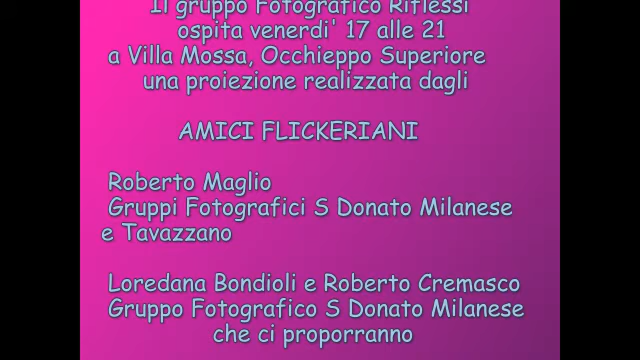 Il gruppo Fotografico Riflessi
ospita venerdi' 17 alle 21
a Villa Mossa, Occhieppo Superiore
una proiezione realizzata dagli
AMICI FLICKERIANI
Roberto Maglio
Gruppi Fotografici S Donato Milanese
e Tavazzano
Loredana Bondioli e Roberto Cremasco
Gruppo Fotografico S Donato Milanese
che ci proporranno